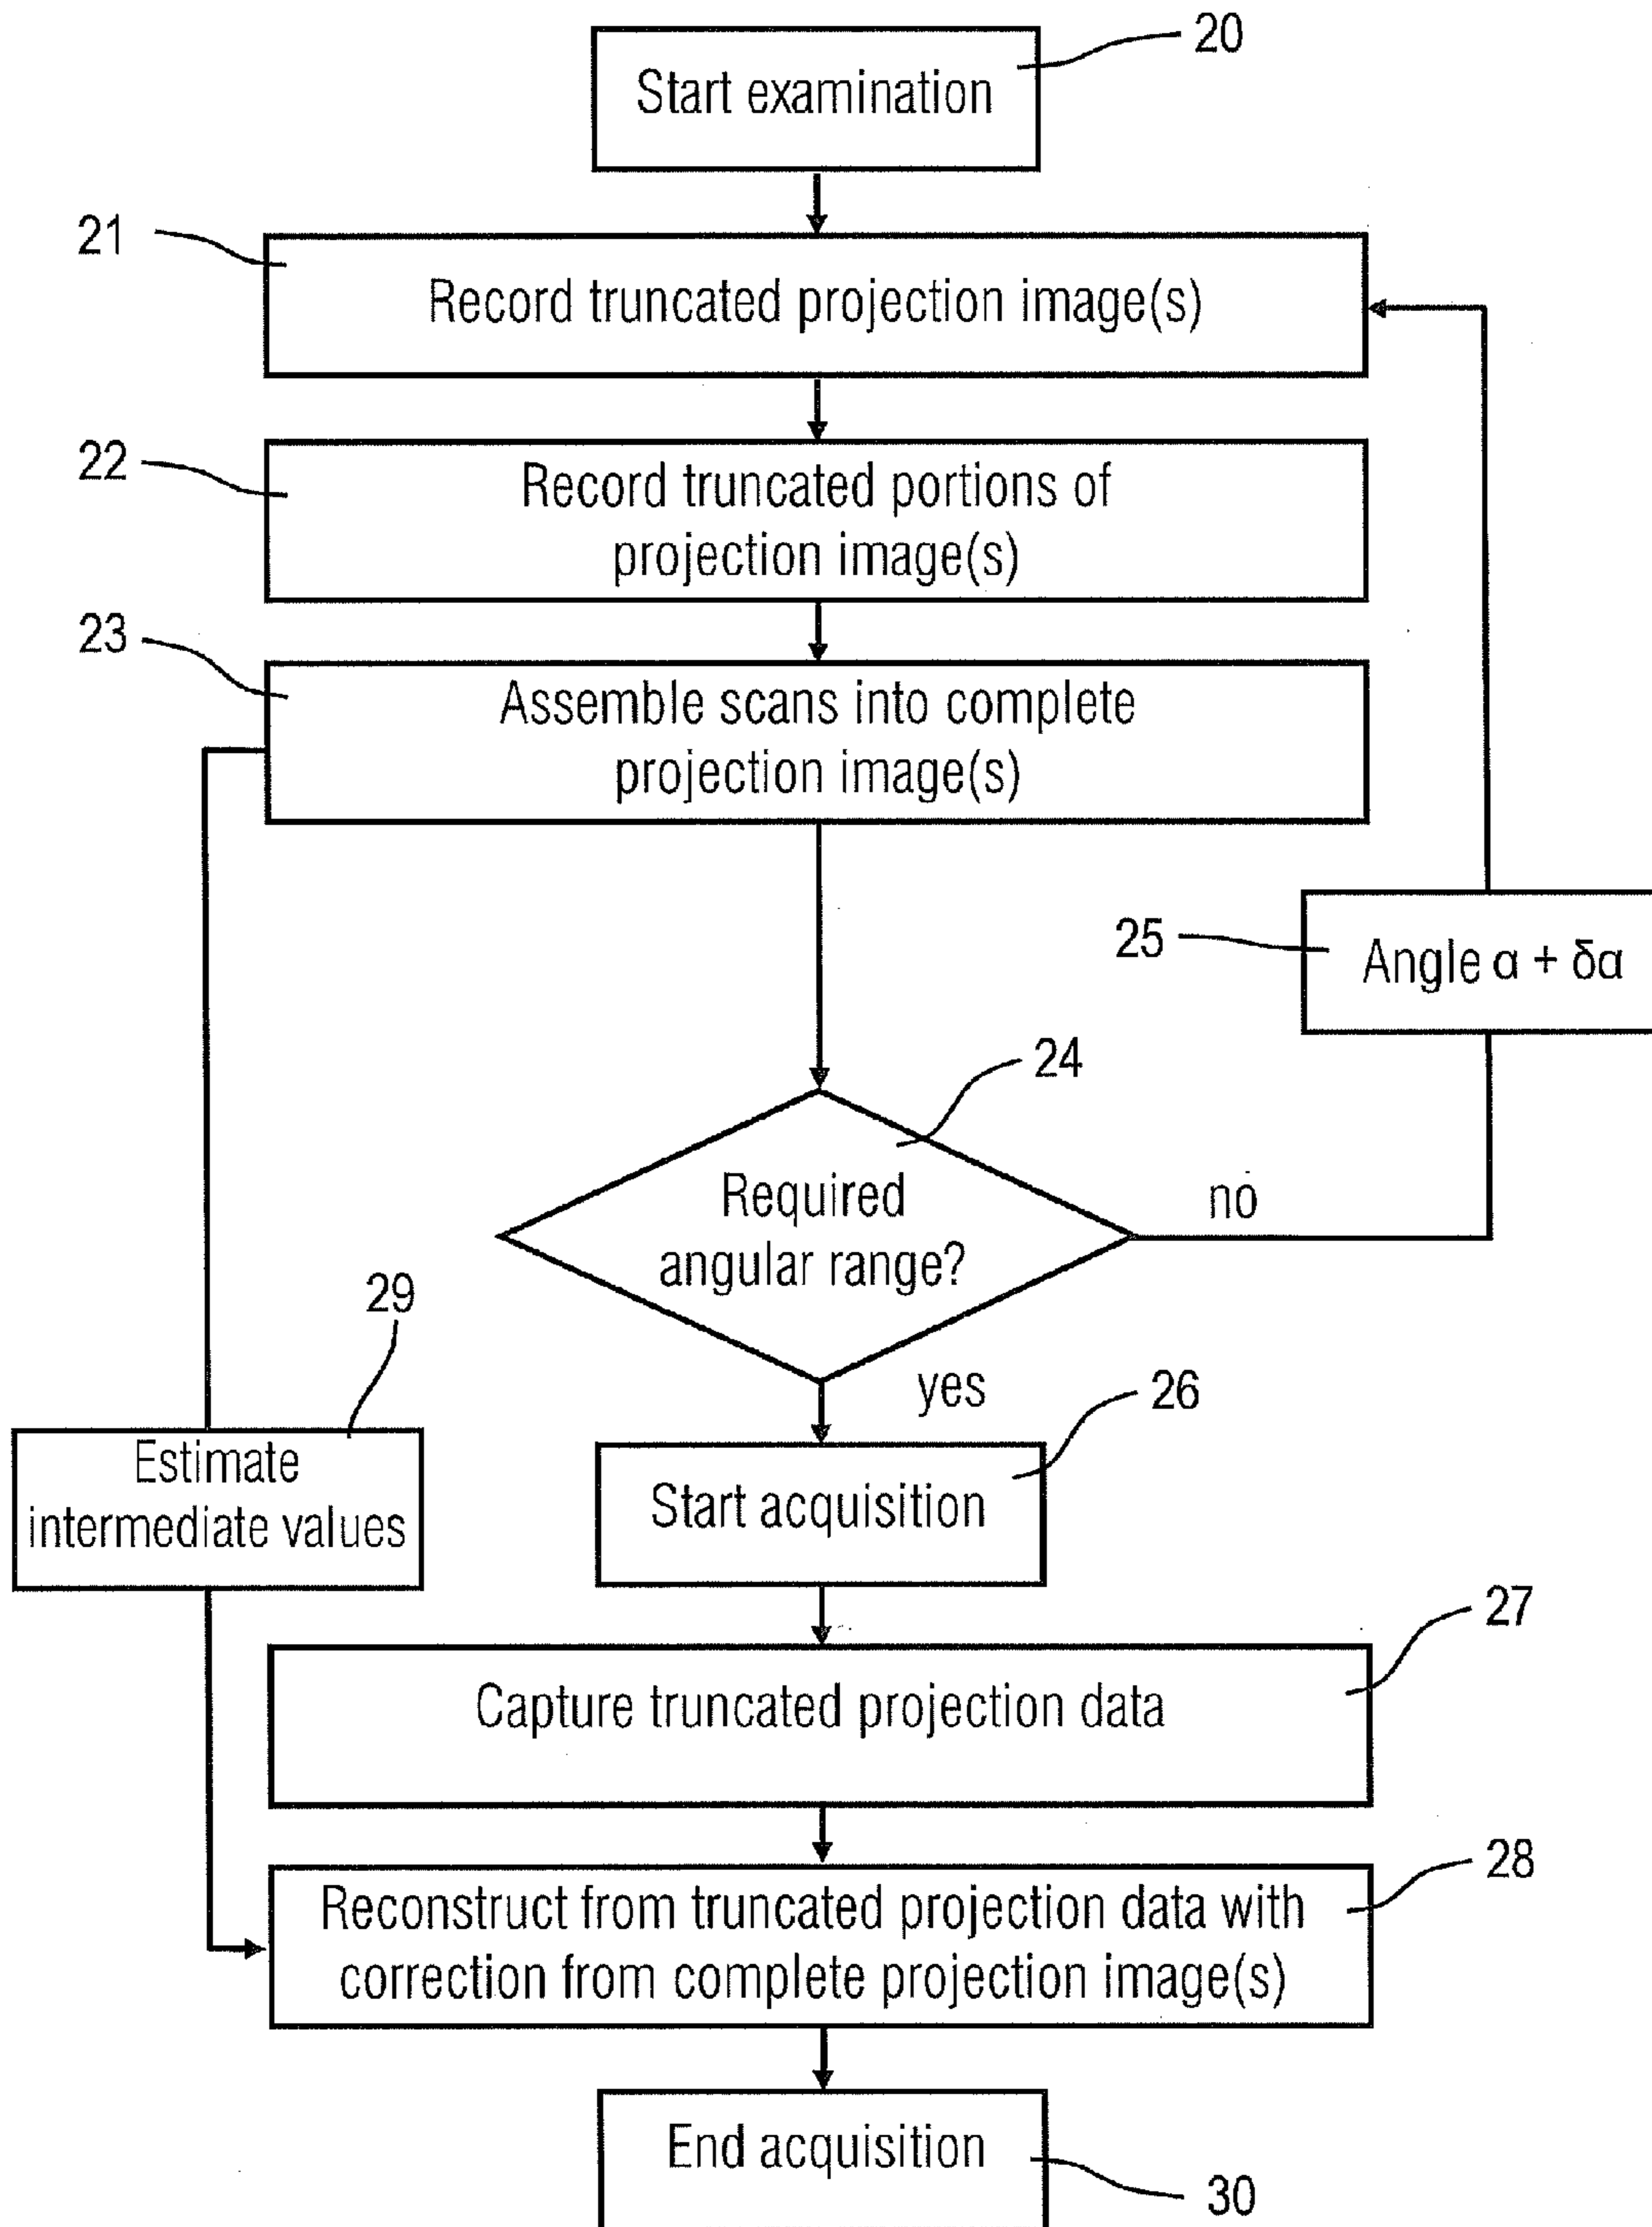 20
Start examination
21
Record truncated projection image(s)
22
Record truncated portions of
projection image(s)
23
Assemble scans into complete
projection image(s)
25
Angle α + δα
24
Required
angular range?
no
yes
29
Estimate
intermediate values
26
Start acquisition
27
Capture truncated projection data
28
Reconstruct from truncated projection data with
correction from complete projection image(s)
End acquisition
30